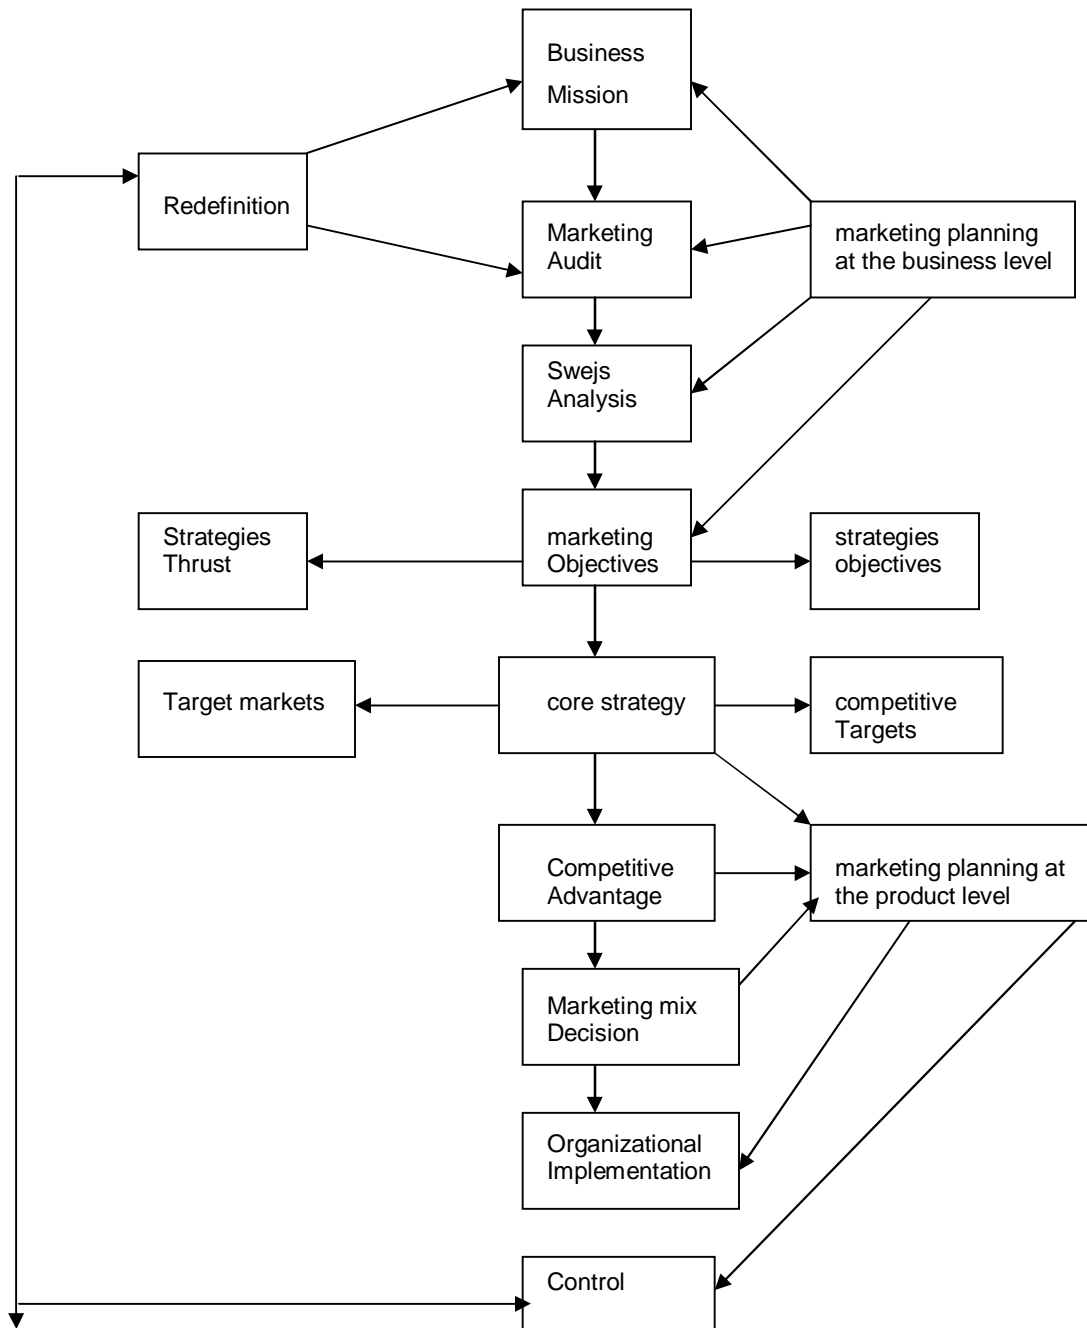 Business
Mission
Redefinition
Marketing
Audit
marketing planning
at the business level
Swejs
Analysis
Strategies
Thrust
marketing
Objectives
strategies
objectives
Target markets
core strategy
competitive
Targets
Competitive
Advantage
marketing planning at
the product level
Marketing mix
Decision
Organizational
Implementation
Control